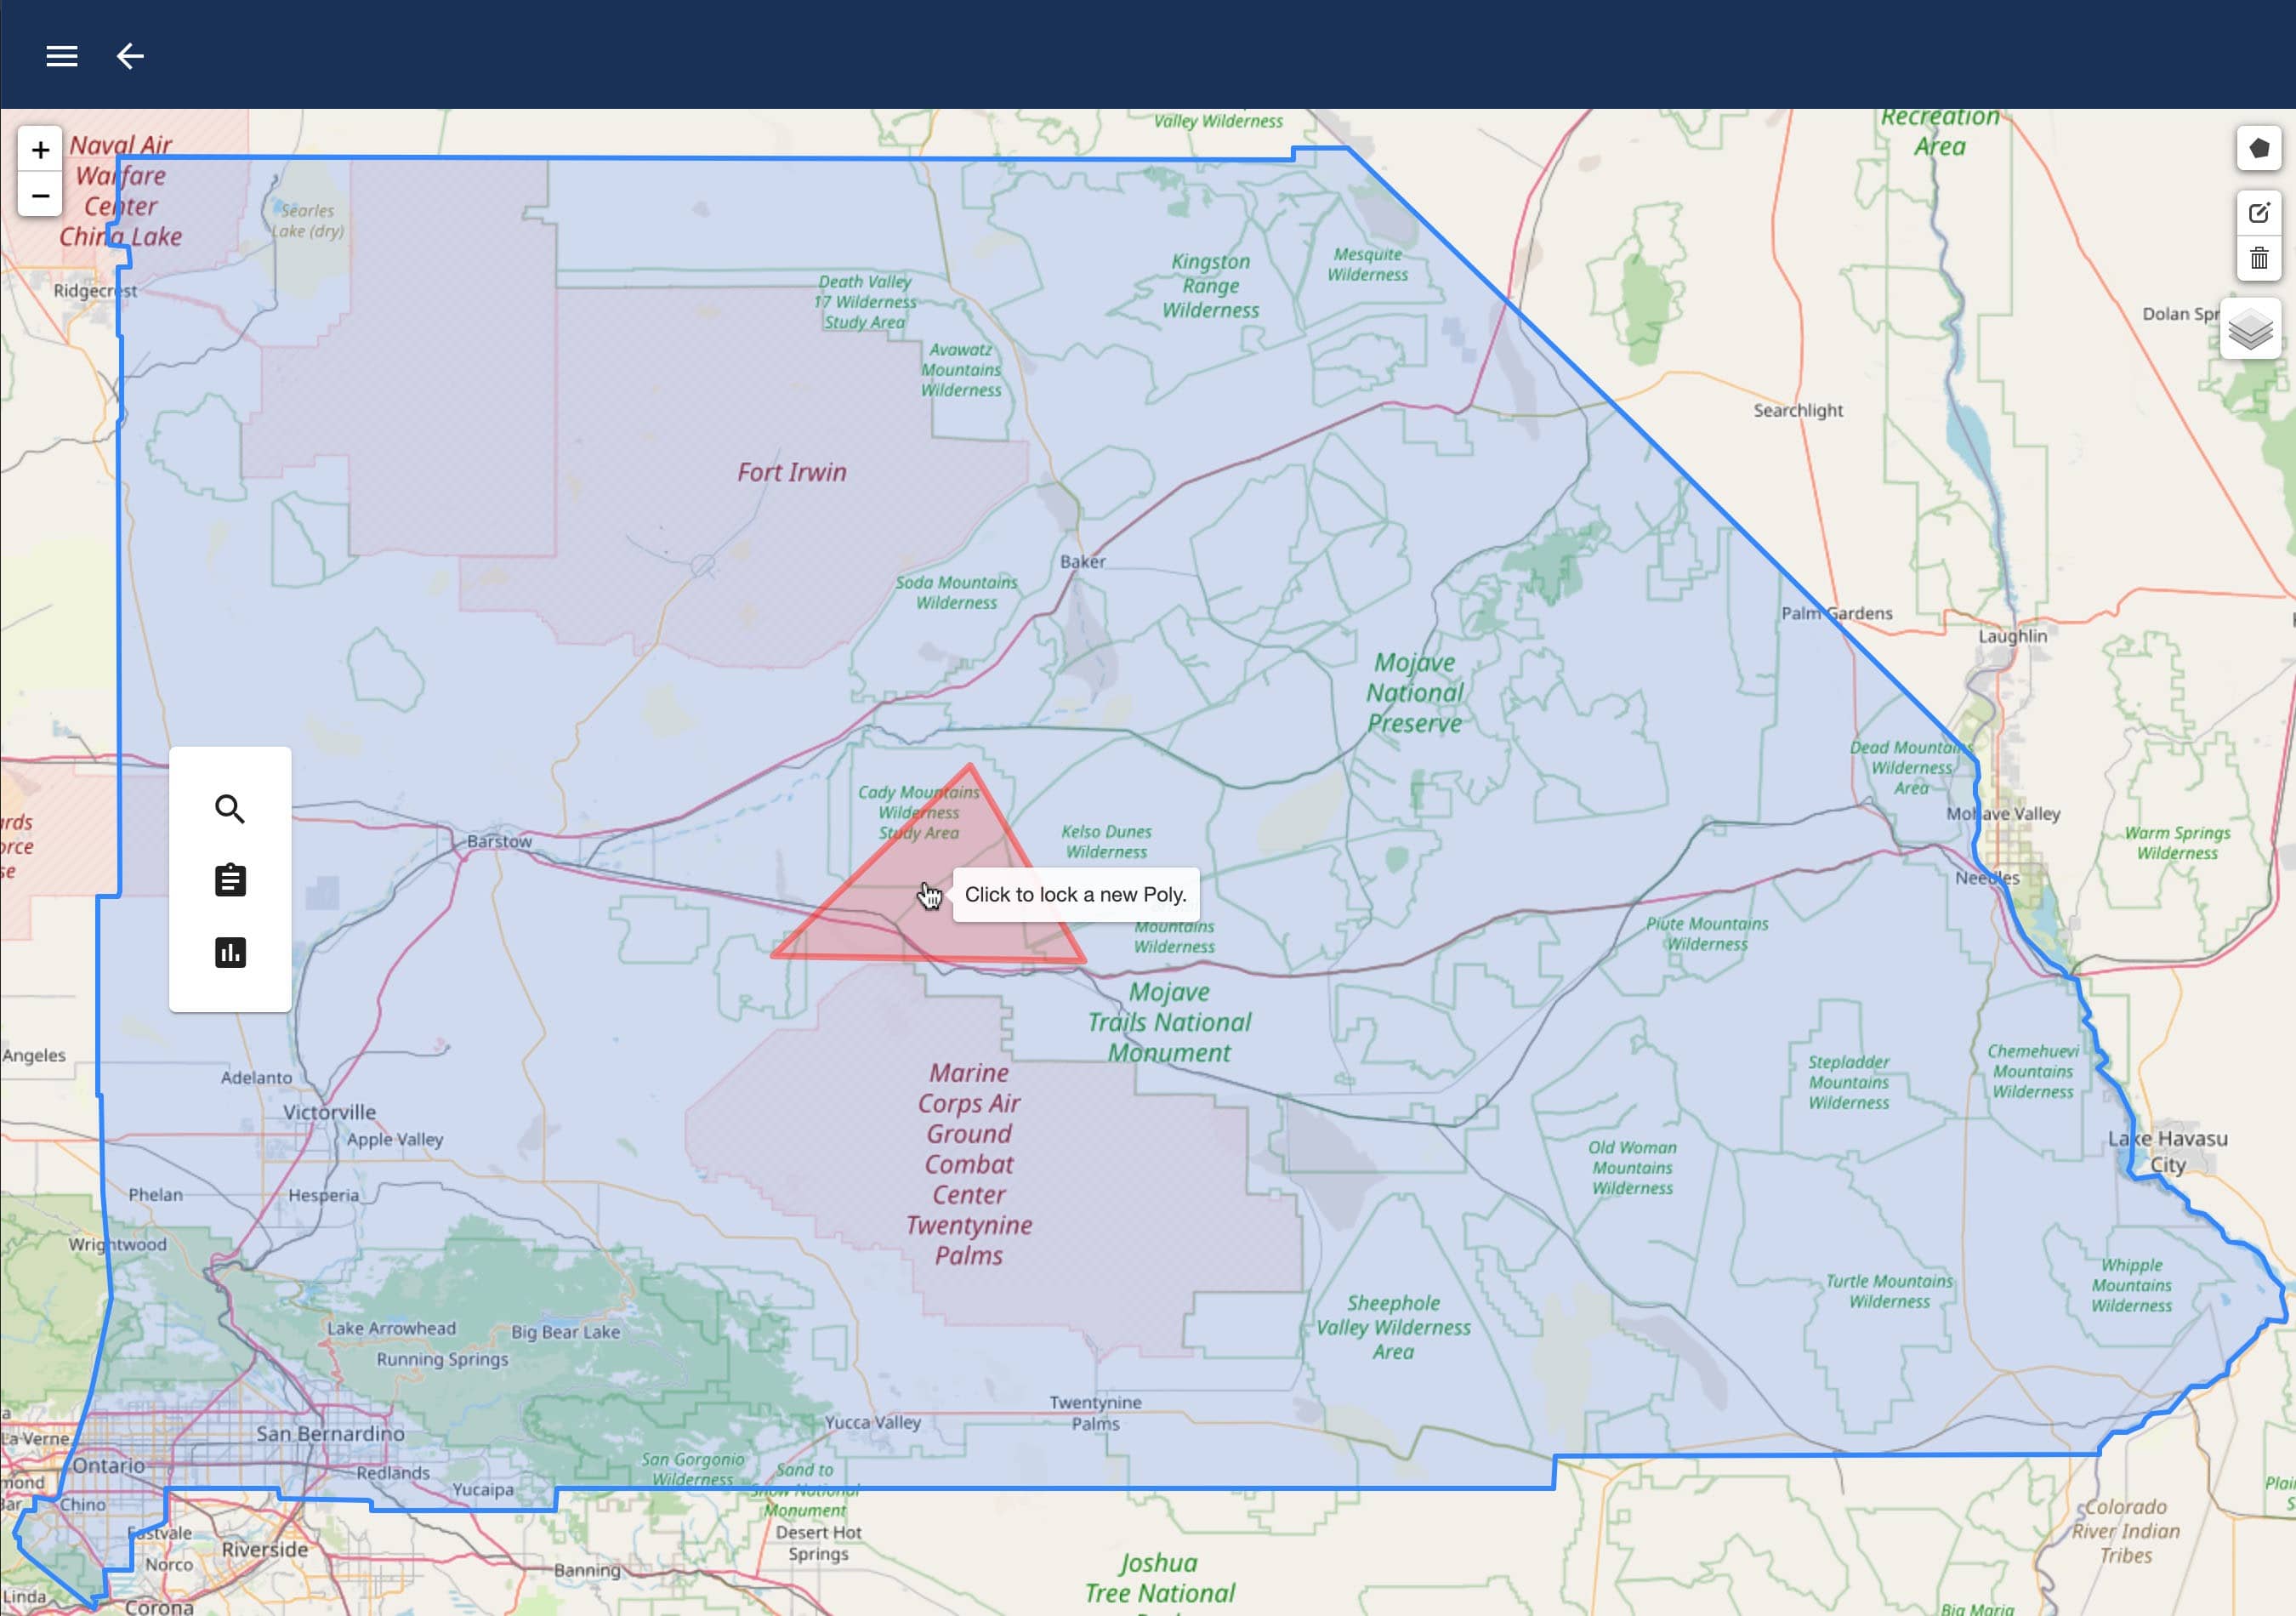 Valley Wilderness
Recreation
Area
+
−
Naval Air
Warfare
Center
China Lake
Searles
Lake (dry)
Ridgecrest
Death Valley
17 Wilderness
Study Area
Kingston
Range
Wilderness
Mesquite
Wilderness
Dolan Spr
Avawatz
Mountains
Wilderness
Searchlight
Fort Irwin
Baker
Soda Mountains
Wilderness
Palm Gardens
Laughlin
Mojave
National
Preserve
Dead Mountains
Wilderness
Area
Cady Mountains
Wilderness
Study Area
Mohave Valley
Kelso Dunes
Wilderness
Warm Springs
Wilderness
Barstow
Needles
Click to lock a new Poly.
Mountains
Wilderness
Piute Mountains
Wilderness
Mojave
Trails National
Monument
Angeles
Adelanto
Victorville
Apple Valley
Marine
Corps Air
Ground
Combat
Center
Twentynine
Palms
Stepladder
Mountains
Wilderness
Chemehuevi
Mountains
Wilderness
Lake Havasu
City
Old Woman
Mountains
Wilderness
Phelan
Hesperia
Wrightwood
Whipple
Mountains
Wilderness
Turtle Mountains
Wilderness
Sheephole
Valley Wilderness
Area
Lake Arrowhead
Big Bear Lake
Running Springs
Twentynine
Palms
Yucca Valley
La Verne
San Bernardino
Ontario
Redlands
San Gorgonio
Wilderness
Yucaipa
Sand to
Snow National
Monument
mond
Bar
Chino
Eastvale
Riverside
Norco
Desert Hot
Springs
Banning
Linda
Corona
Joshua
Tree National
Colorado
River Indian
Tribes
Big Maria